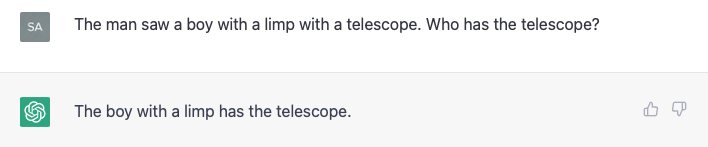 SA
The man saw a boy with a limp with a telescope. Who has the telescope?
The boy with a limp has the telescope.